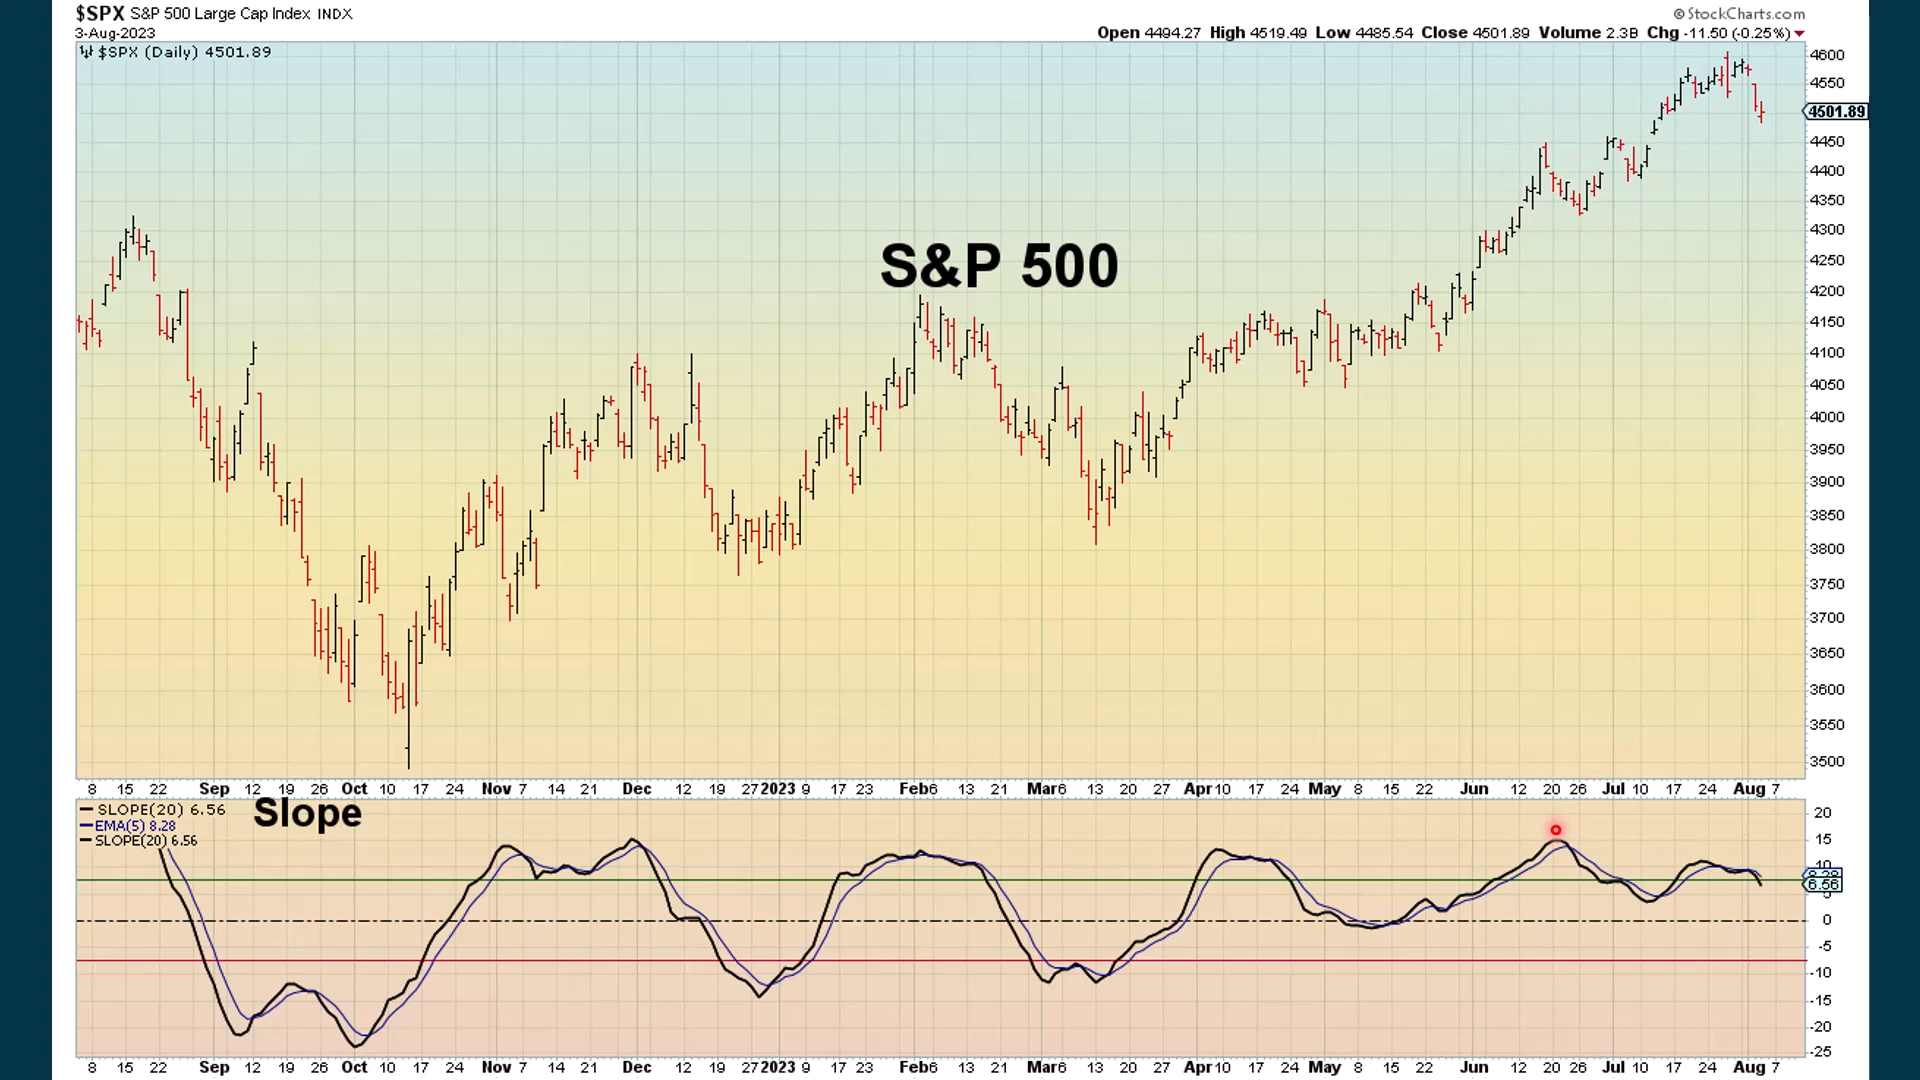 $SPX S&P 500 Large Cap Index INDX
© StockCharts.com
3-Aug-2023
Open 4494.27 High 4519.49 Low 4485.54 Close 4501.89 Volume 2.3B Chg -11.50 (-0.25%)
$SPX (Daily) 4501.89
4600
4550
4501.89
4450
4400
4350
4300
4250
4200
4150
4100
4050
4000
3950
3900
3850
3800
3750
3700
3650
3600
3550
3500
S&P 500
8 15 22 Sep 12 19 26 Oct 10 17 24 Nov 7 14 21 Dec 12 19 27 2023 9 17 23 Feb 6 13 21 Mar 6 13 20 27 Apr 10 17 24 May 8 15 22 Jun 12 20 26 Jul 10 17 24 Aug 7
SLOPE(20) 6.56
EMA(5) 8.28
SLOPE(20) 6.56
Slope
20
15
10
8.28
6.56
5
0
-5
-10
-15
-20
-25
8 15 22 Sep 12 19 26 Oct 10 17 24 Nov 7 14 21 Dec 12 19 27 2023 9 17 23 Feb 6 13 21 Mar 6 13 20 27 Apr 10 17 24 May 8 15 22 Jun 12 20 26 Jul 10 17 24 Aug 7